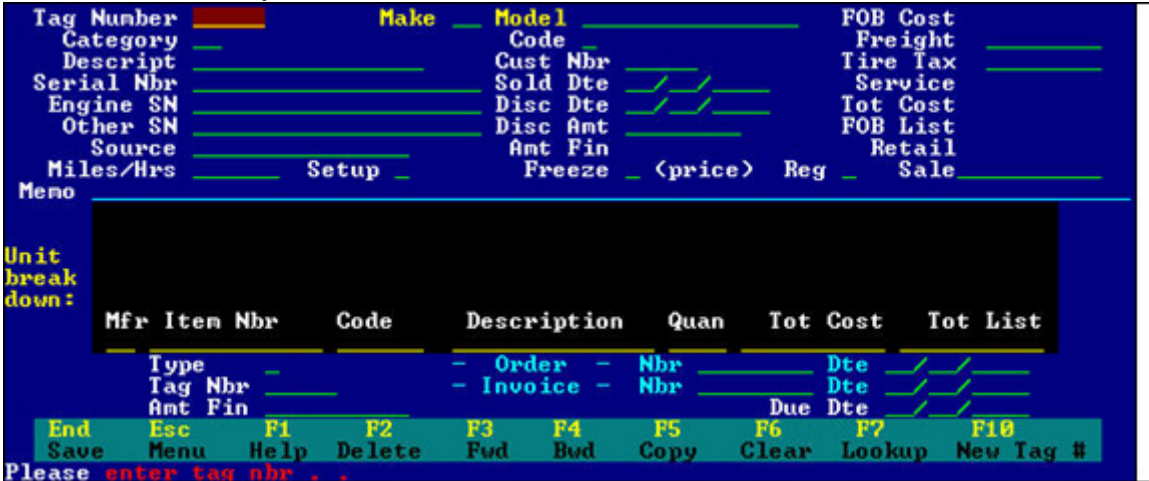 Tag Number Make Model FOB Cost
Category Code Freight
Descript Cust Nbr Tire Tax
Serial Nbr Sold Dte / / Service
Engine SN Disc Dte / / Tot Cost
Other SN Disc Amt FOB List
Source Amt Fin Retail
Miles/Hrs Setup Freeze (price) Reg Sale
Memo
Unit
break
down:
Mfr Item Nbr Code Description Quan Tot Cost Tot List
Type - Order - Nbr Dte / /
Tag Nbr - Invoice - Nbr Dte / /
Amt Fin Due Dte / /
End Esc F1 F2 F3 F4 F5 F6 F7 F10
Save Menu Help Delete Fwd Bwd Copy Clear Lookup New Tag #
Please enter tag nbr . .